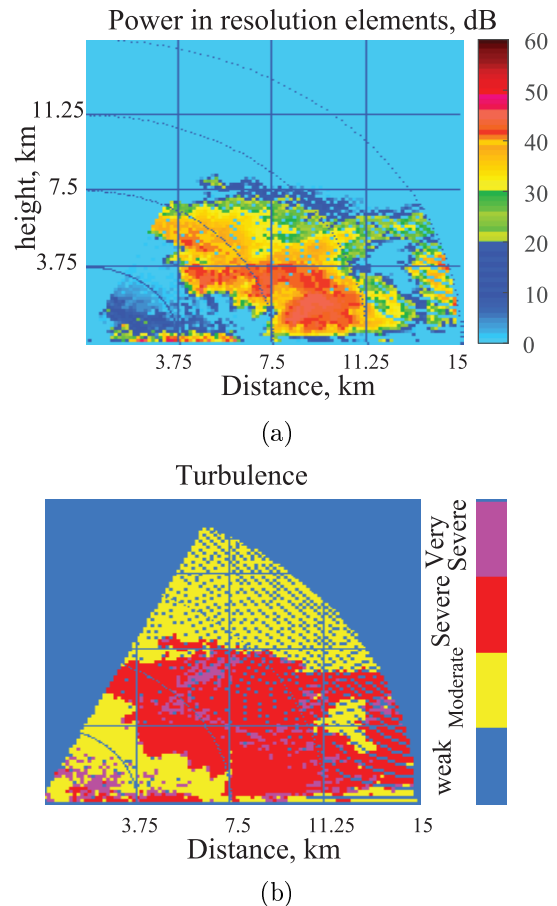 Power in resolution elements, dB
60
50
40
30
20
10
0
height, km
11.25
7.5
3.75
3.75 7.5 11.25 15
Distance, km
(a)
Turbulence
Very Severe
Severe
Moderate
weak
3.75 7.5 11.25 15
Distance, km
(b)